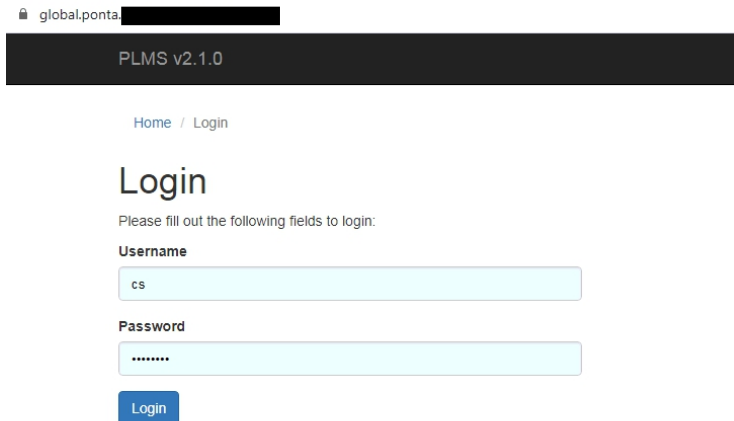 global.ponta.
PLMS v2.1.0
Home / Login
Login
Please fill out the following fields to login:
Username
cs
Password
••••••••
Login